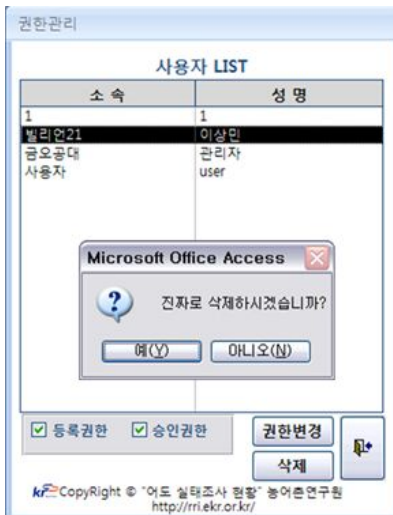 권한관리
사용자 LIST
소 속 성 명
1 1
빌리언21 이상민
금오공대 관리자
사용자 user
Microsoft Office Access
진짜로 삭제하시겠습니까?
예(Y) 아니오(N)
등록권한 승인권한 권한변경
삭제
CopyRight © "어도 실태조사 현황" 농어촌연구원
http://rri.ekr.or.kr/